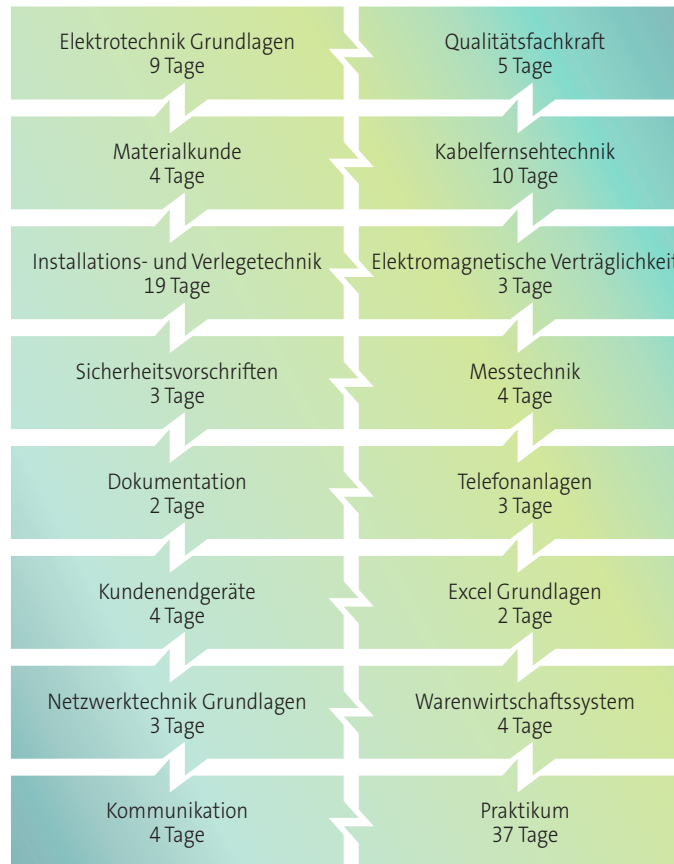 Elektrotechnik Grundlagen
9 Tage
Qualitätsfachkraft
5 Tage
Materialkunde
4 Tage
Kabelfernsehtechnik
10 Tage
Installations- und Verlegetechnik
19 Tage
Elektromagnetische Verträglichkeit
3 Tage
Sicherheitsvorschriften
3 Tage
Messtechnik
4 Tage
Dokumentation
2 Tage
Telefonanlagen
3 Tage
Kundenendgeräte
4 Tage
Excel Grundlagen
2 Tage
Netzwerktechnik Grundlagen
3 Tage
Warenwirtschaftssystem
4 Tage
Kommunikation
4 Tage
Praktikum
37 Tage